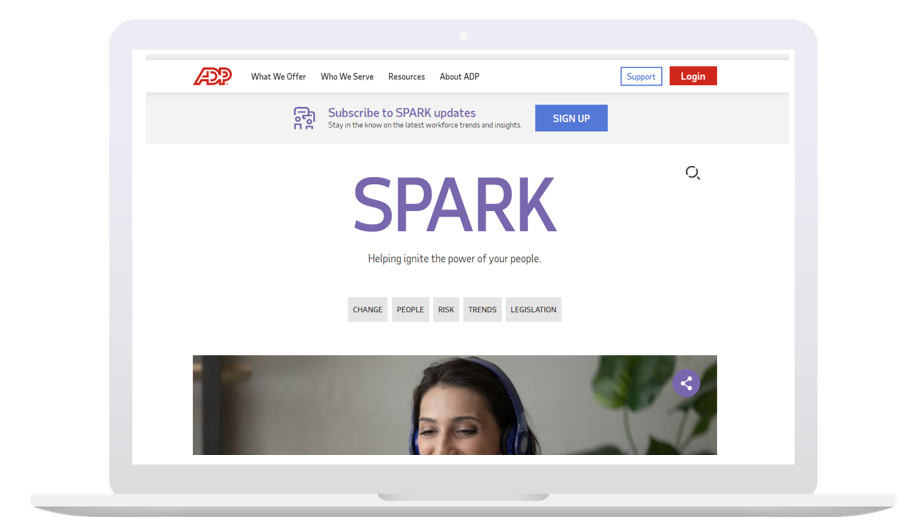 ADP
What We Offer Who We Serve Resources About ADP Support Login
Subscribe to SPARK updates
Stay in the know on the latest workforce trends and insights.
SIGN UP
SPARK
Helping ignite the power of your people.
CHANGE PEOPLE RISK TRENDS LEGISLATION